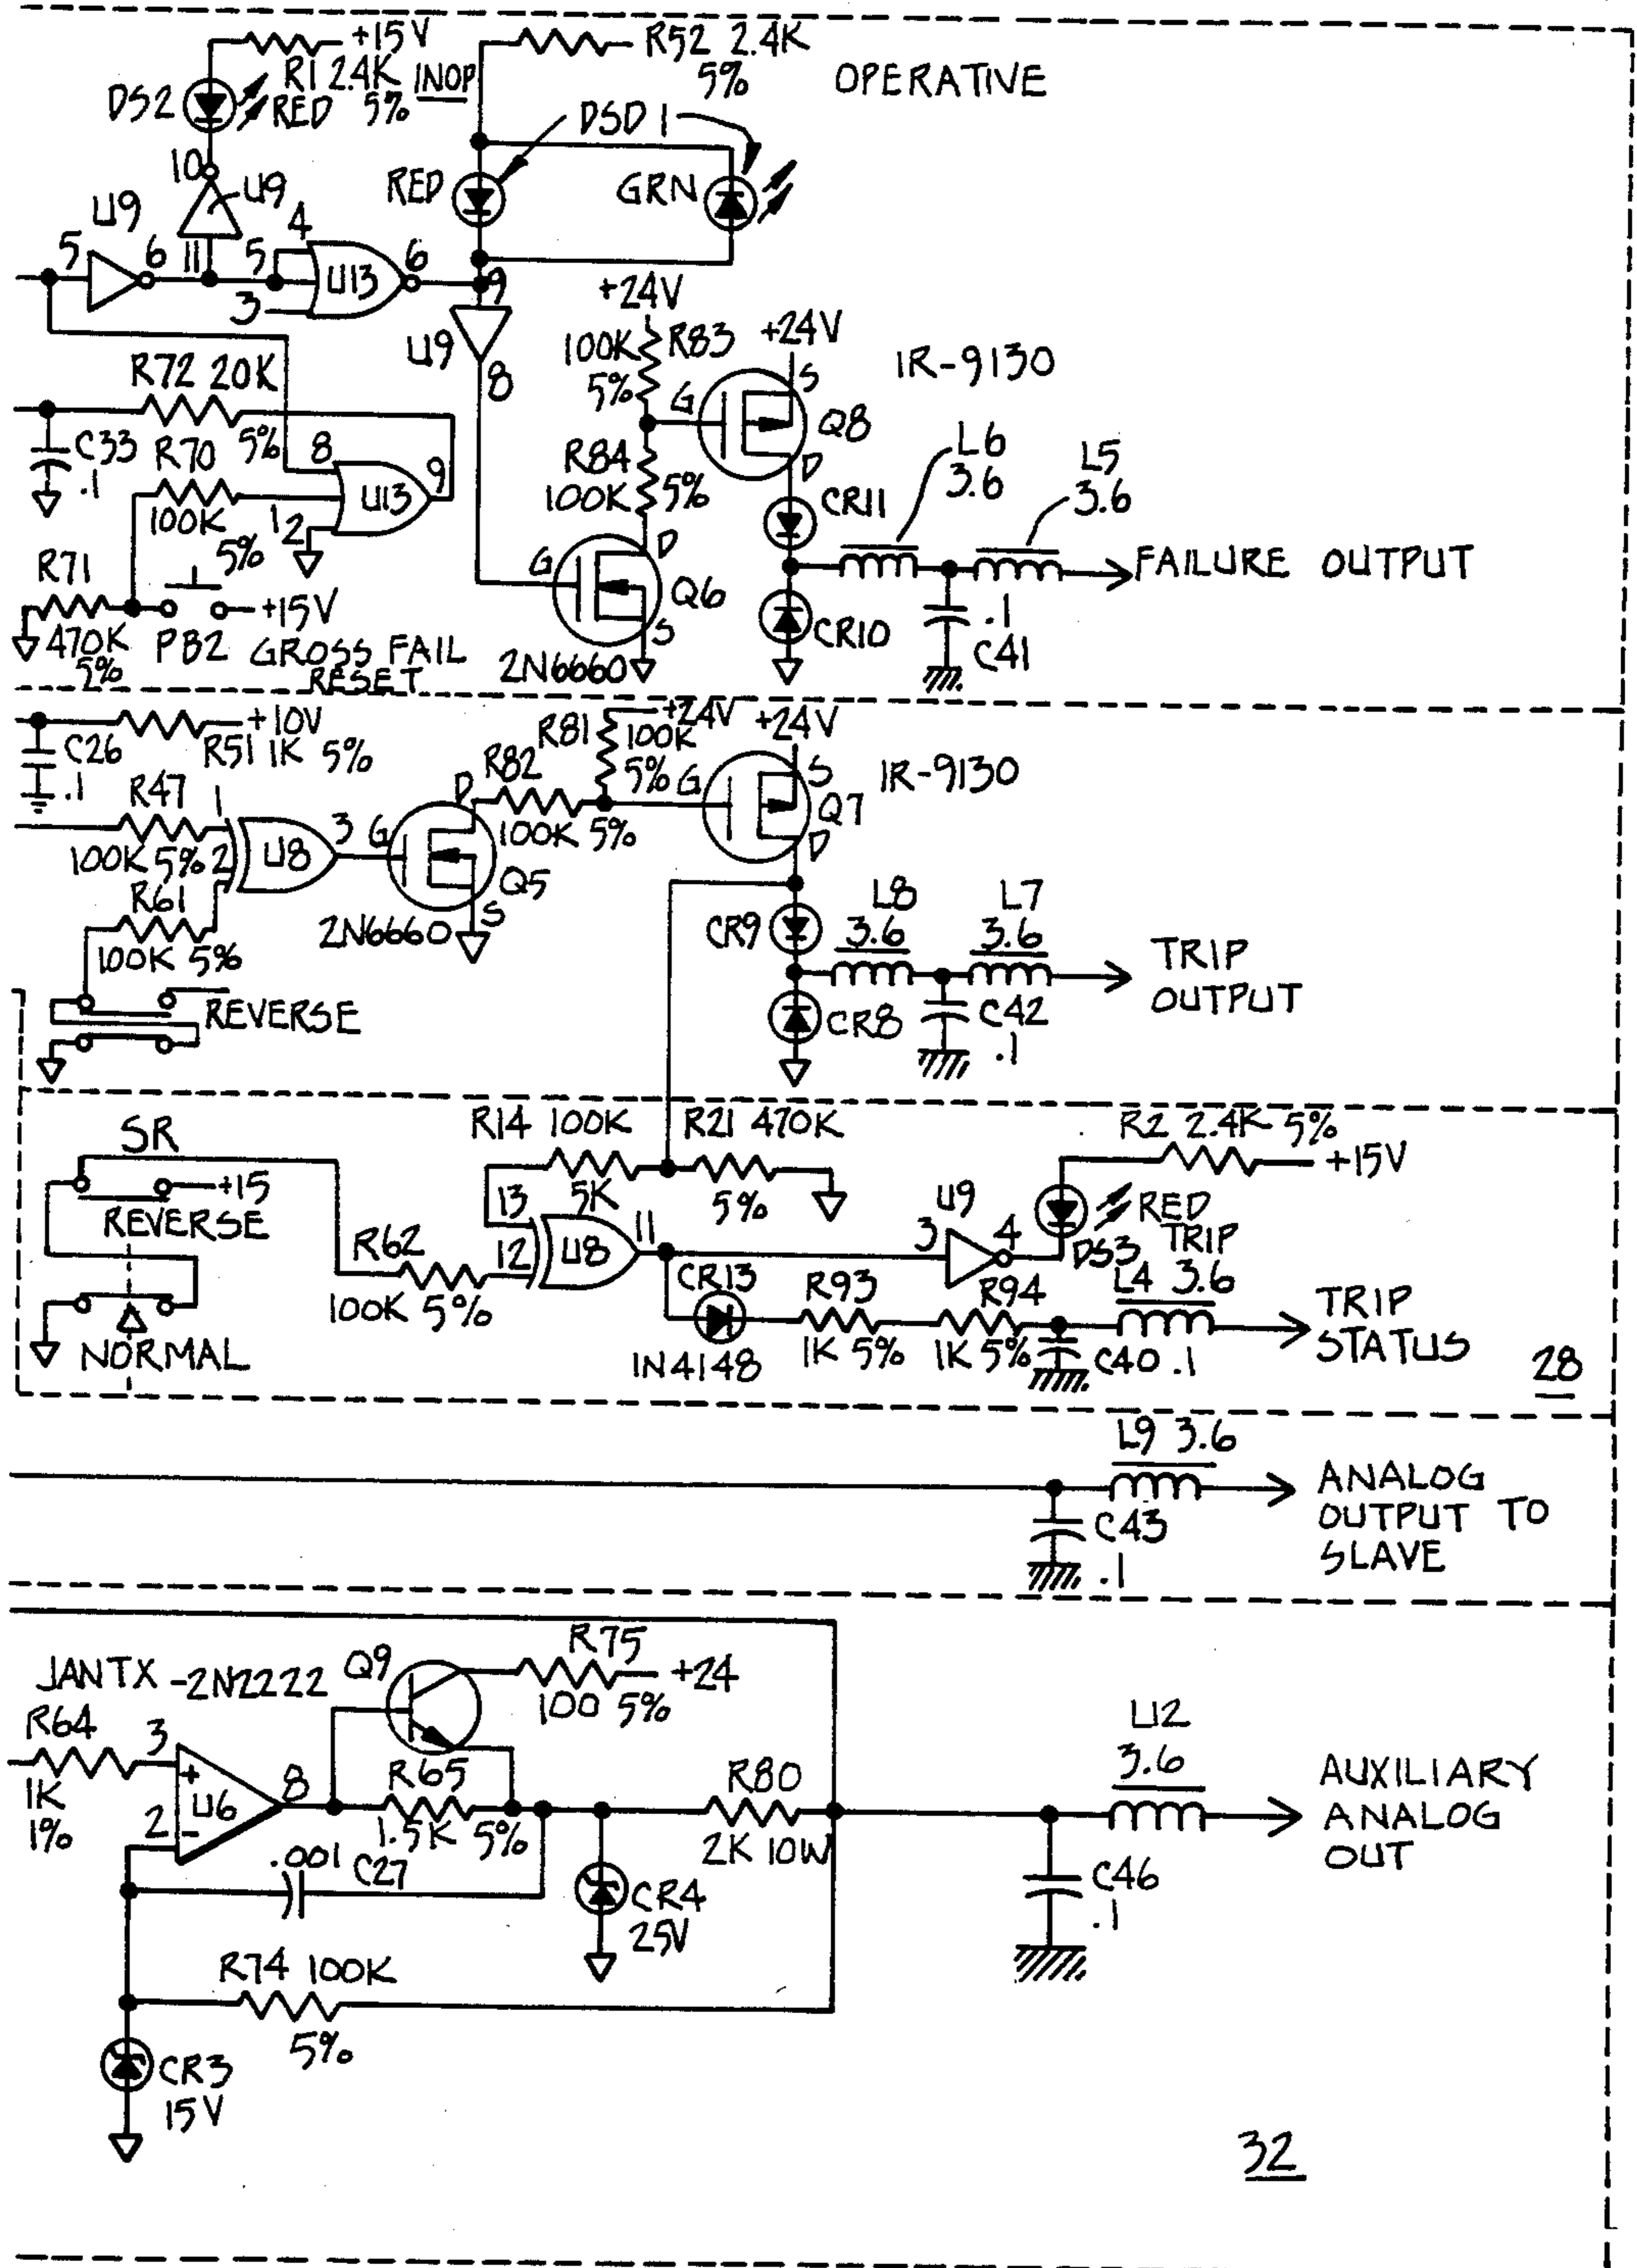 +15V
R1 2.4K INOP
DS2
RED 5%
R52 2.4K
5%
OPERATIVE
DSD 1
RED
GRN
10
U9
U9
5
6
11
4
5
3
U13
6
9
U9
8
+24V
100K R83
5%
+24V
IR-9130
G
S
Q8
D
R72 20K
5%
C33
.1
R70
100K
5%
8
1
2
9
U13
R84
100K 5%
CR11
L6
3.6
L5
3.6
FAILURE OUTPUT
R71
470K
5%
PB2
+15V
GROSS FAIL
RESET
G
D
Q6
S
2N6660
CR10
.1
C41
+10V
C26
.1
R51 1K 5%
R47
100K 5%
1
2
U8
3
G
D
Q5
S
2N6660
R82
100K 5%
R81
+24V
100K
5%
+24V
G
S
Q7
D
IR-9130
R61
100K 5%
REVERSE
CR9
L8
3.6
L7
3.6
TRIP
OUTPUT
CR8
C42
.1
SR
+15
REVERSE
NORMAL
R14 100K
5K
R21 470K
5%
13
12
U8
11
R62
100K 5%
U9
3
4
R2 2.4K 5%
+15V
RED
DS3 TRIP
CR13
1N4148
R93
1K 5%
R94
1K 5%
L4 3.6
C40 .1
TRIP
STATUS
28
L9 3.6
C43
.1
ANALOG
OUTPUT TO
SLAVE
JANTX -2N2222
Q9
R75
100 5%
+24
R64
1K
1%
3
+
2
-
U6
8
R65
1.5K 5%
.001 C27
CR4
25V
R80
2K 10W
L12
3.6
C46
.1
AUXILIARY
ANALOG
OUT
R74 100K
5%
CR3
15V
32